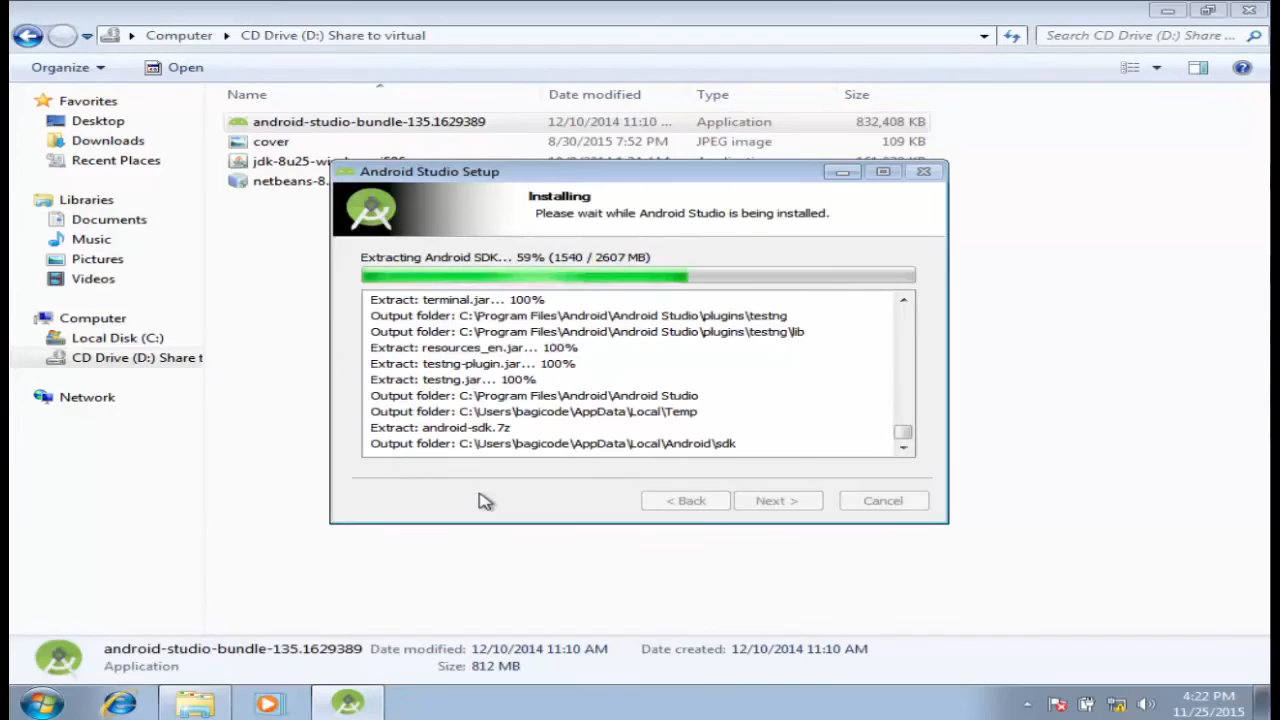 Computer
CD Drive (D:) Share to virtual
Search CD Drive (D:) Share ...
Organize
Open
Favorites
Desktop
Downloads
Recent Places
Libraries
Documents
Music
Pictures
Videos
Computer
Local Disk (C:)
CD Drive (D:) Share t
Network
Name
Date modified
Type
Size
android-studio-bundle-135.1629389
12/10/2014 11:10 ...
Application
832,408 KB
cover
8/30/2015 7:52 PM
JPEG image
109 KB
netbeans-8.
Android Studio Setup
Installing
Please wait while Android Studio is being installed.
Extracting Android SDK... 59% (1540 / 2607 MB)
Extract: terminal.jar... 100%
Output folder: C:\Program Files\Android\Android Studio\plugins\testng
Output folder: C:\Program Files\Android\Android Studio\plugins\testng\lib
Extract: resources_en.jar... 100%
Extract: testng-plugin.jar... 100%
Extract: testng.jar... 100%
Output folder: C:\Program Files\Android\Android Studio
Output folder: C:\Users\bagicode\AppData\Local\Temp
Extract: android-sdk.7z
Output folder: C:\Users\bagicode\AppData\Local\Android\sdk
< Back
Next >
Cancel
android-studio-bundle-135.1629389
Date modified: 12/10/2014 11:10 AM
Date created: 12/10/2014 11:10 AM
Application
Size: 812 MB
4:22 PM
11/25/2015